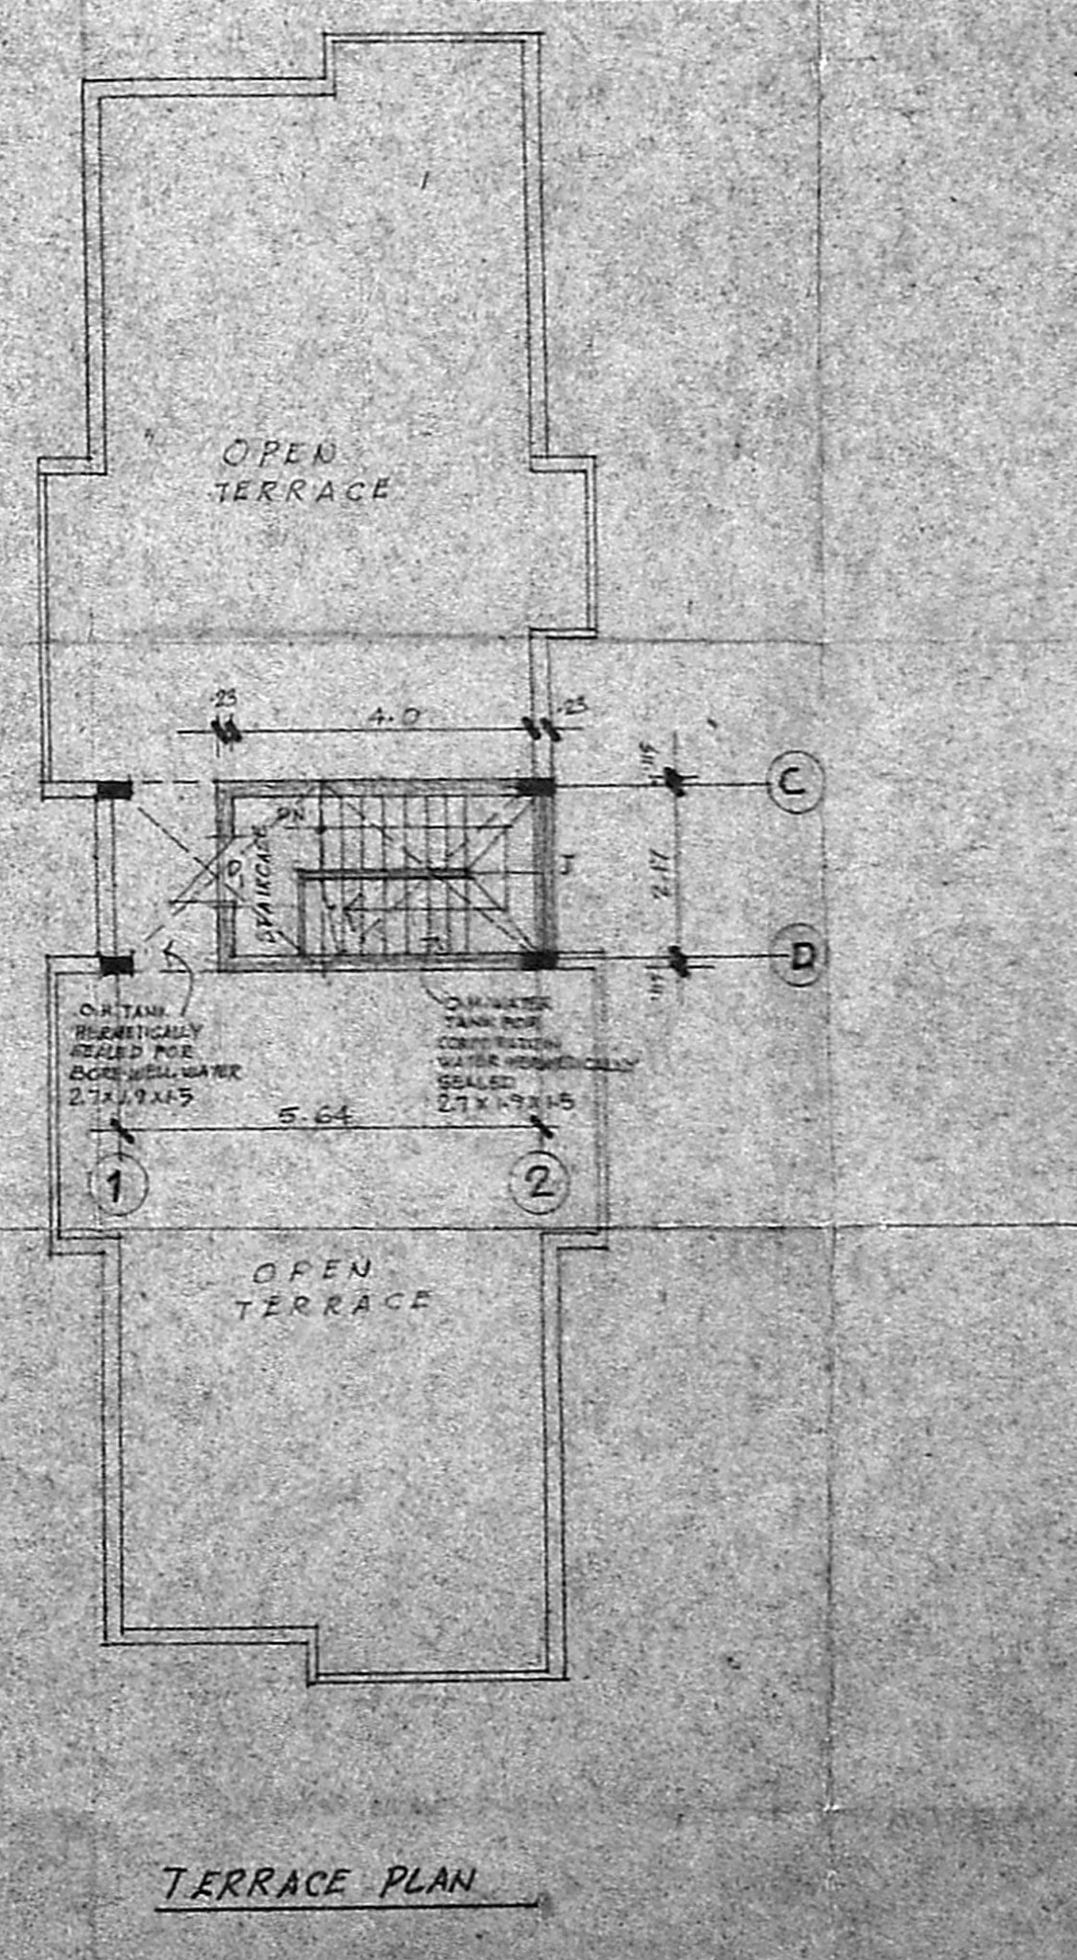 OPEN
TERRACE
.23
4.0
.23
.115
C
DN
STAIRCASE
D
2.17
D
.115
O.H. TANK
HERMETICALLY
SEALED FOR
BORE WELL WATER
2.7 X 1.9 X 1.5
O.H. WATER
TANK FOR
CORPORATION
WATER HERMETICALLY
SEALED
2.7 X 1.9 X 1.5
5.64
1
2
OPEN
TERRACE
TERRACE PLAN